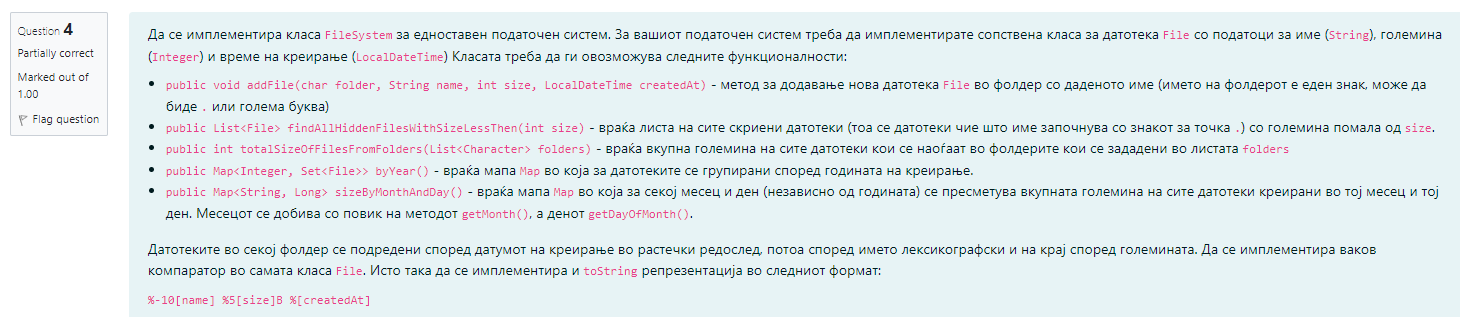 Question 4
Partially correct
Marked out of
1.00
Flag question
Да се имплементира класа FileSystem за едноставен податочен систем. За вашиот податочен систем треба да имплементирате сопствена класа за датотека File со податоци за име (String), големина
(Integer) и време на креирање (LocalDateTime) Класата треба да ги овозможува следните функционалности:
• public void addFile(char folder, String name, int size, LocalDateTime createdAt) - метод за додавање нова датотека File во фолдер со даденото име (името на фолдерот е еден знак, може да
биде . или голема буква)
• public List<File> findAllHiddenFilesWithSizeLessThen(int size) - враќа листа на сите скриени датотеки (тоа се датотеки чие што име започнува со знакот за точка .) со големина помала од size.
• public int totalSizeOfFilesFromFolders(List<Character> folders) - враќа вкупна големина на сите датотеки кои се наоѓаат во фолдерите кои се зададени во листата folders
• public Map<Integer, Set<File>> byYear() - враќа мапа Map во која за датотеките се групирани според годината на креирање.
• public Map<String, Long> sizeByMonthAndDay() - враќа мапа Map во која за секој месец и ден (независно од годината) се пресметува вкупната големина на сите датотеки креирани во тој месец и тој
ден. Месецот се добива со повик на методот getMonth(), а денот getDayOfMonth().
Датотеките во секој фолдер се подредени според датумот на креирање во растечки редослед, потоа според името лексикографски и на крај според големината. Да се имплементира ваков
компаратор во самата класа File. Исто така да се имплементира и toString репрезентација во следниот формат:
%-10[name] %5[size]B %[createdAt]